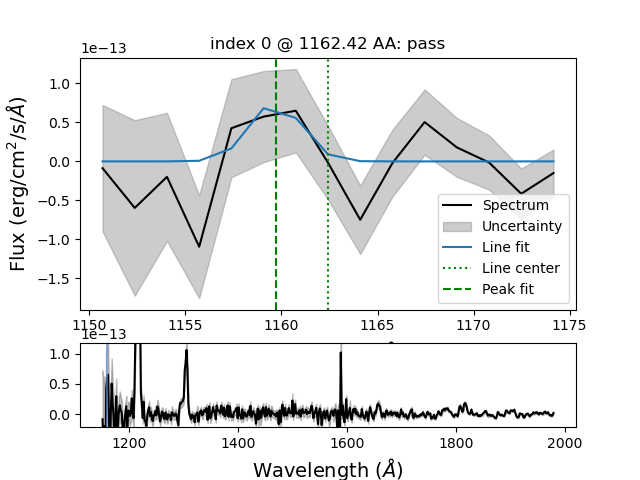 index 0 @ 1162.42 AA: pass
1e−13
1.0
0.5
0.0
−0.5
−1.0
−1.5
Flux (erg/cm²/s/Å)
Spectrum
Uncertainty
Line fit
Line center
Peak fit
1150 1155 1160 1165 1170 1175
1e−13
1.0
0.5
0.0
1200 1400 1600 1800 2000
Wavelength (Å)